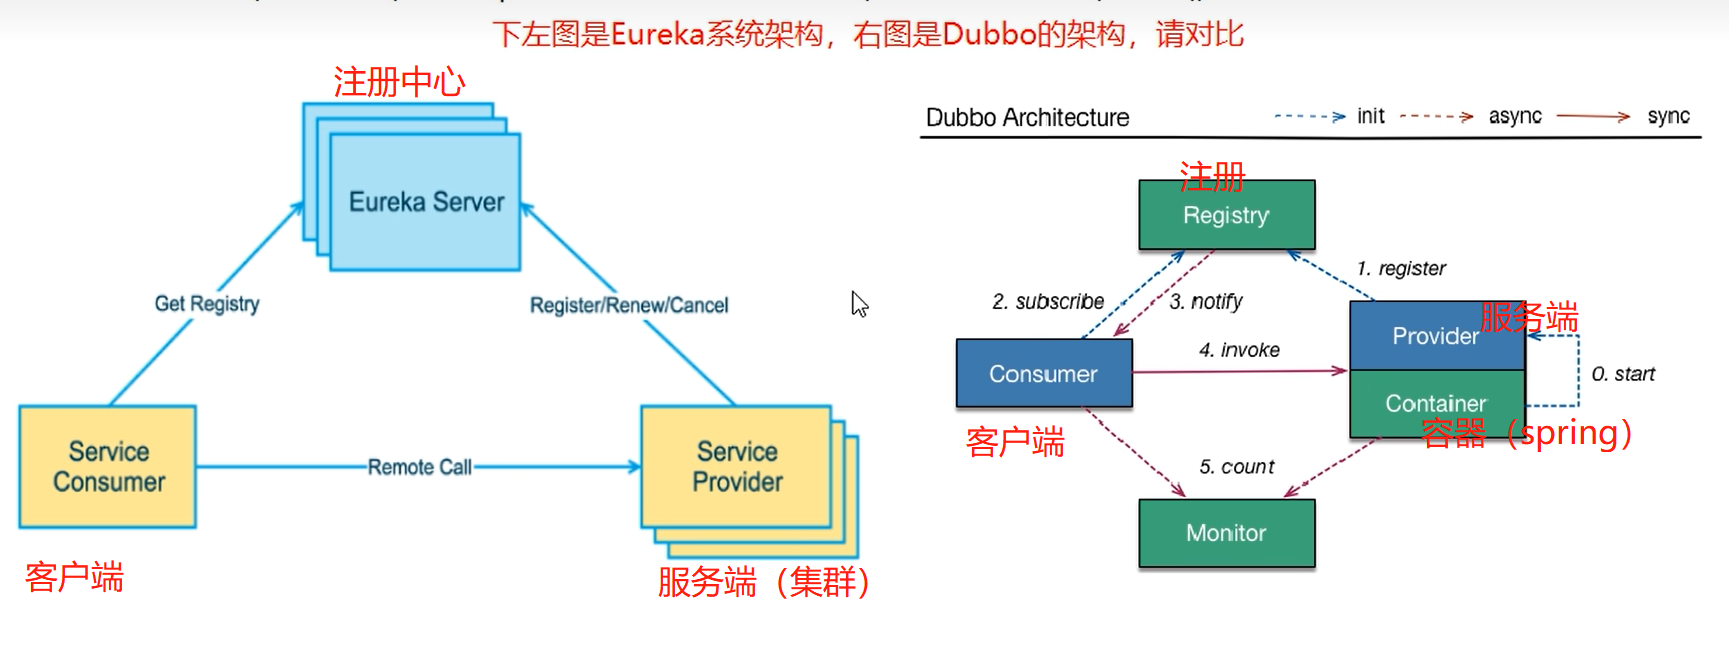 下左图是Eureka系统架构，右图是Dubbo的架构，请对比
注册中心
Eureka Server
Get Registry
Register/Renew/Cancel
Service
Consumer
Remote Call
Service
Provider
客户端
服务端（集群）
Dubbo Architecture
init
async
sync
注册
Registry
1. register
2. subscribe
3. notify
服务端
Provider
4. invoke
Consumer
0. start
Container
容器（spring）
客户端
5. count
Monitor